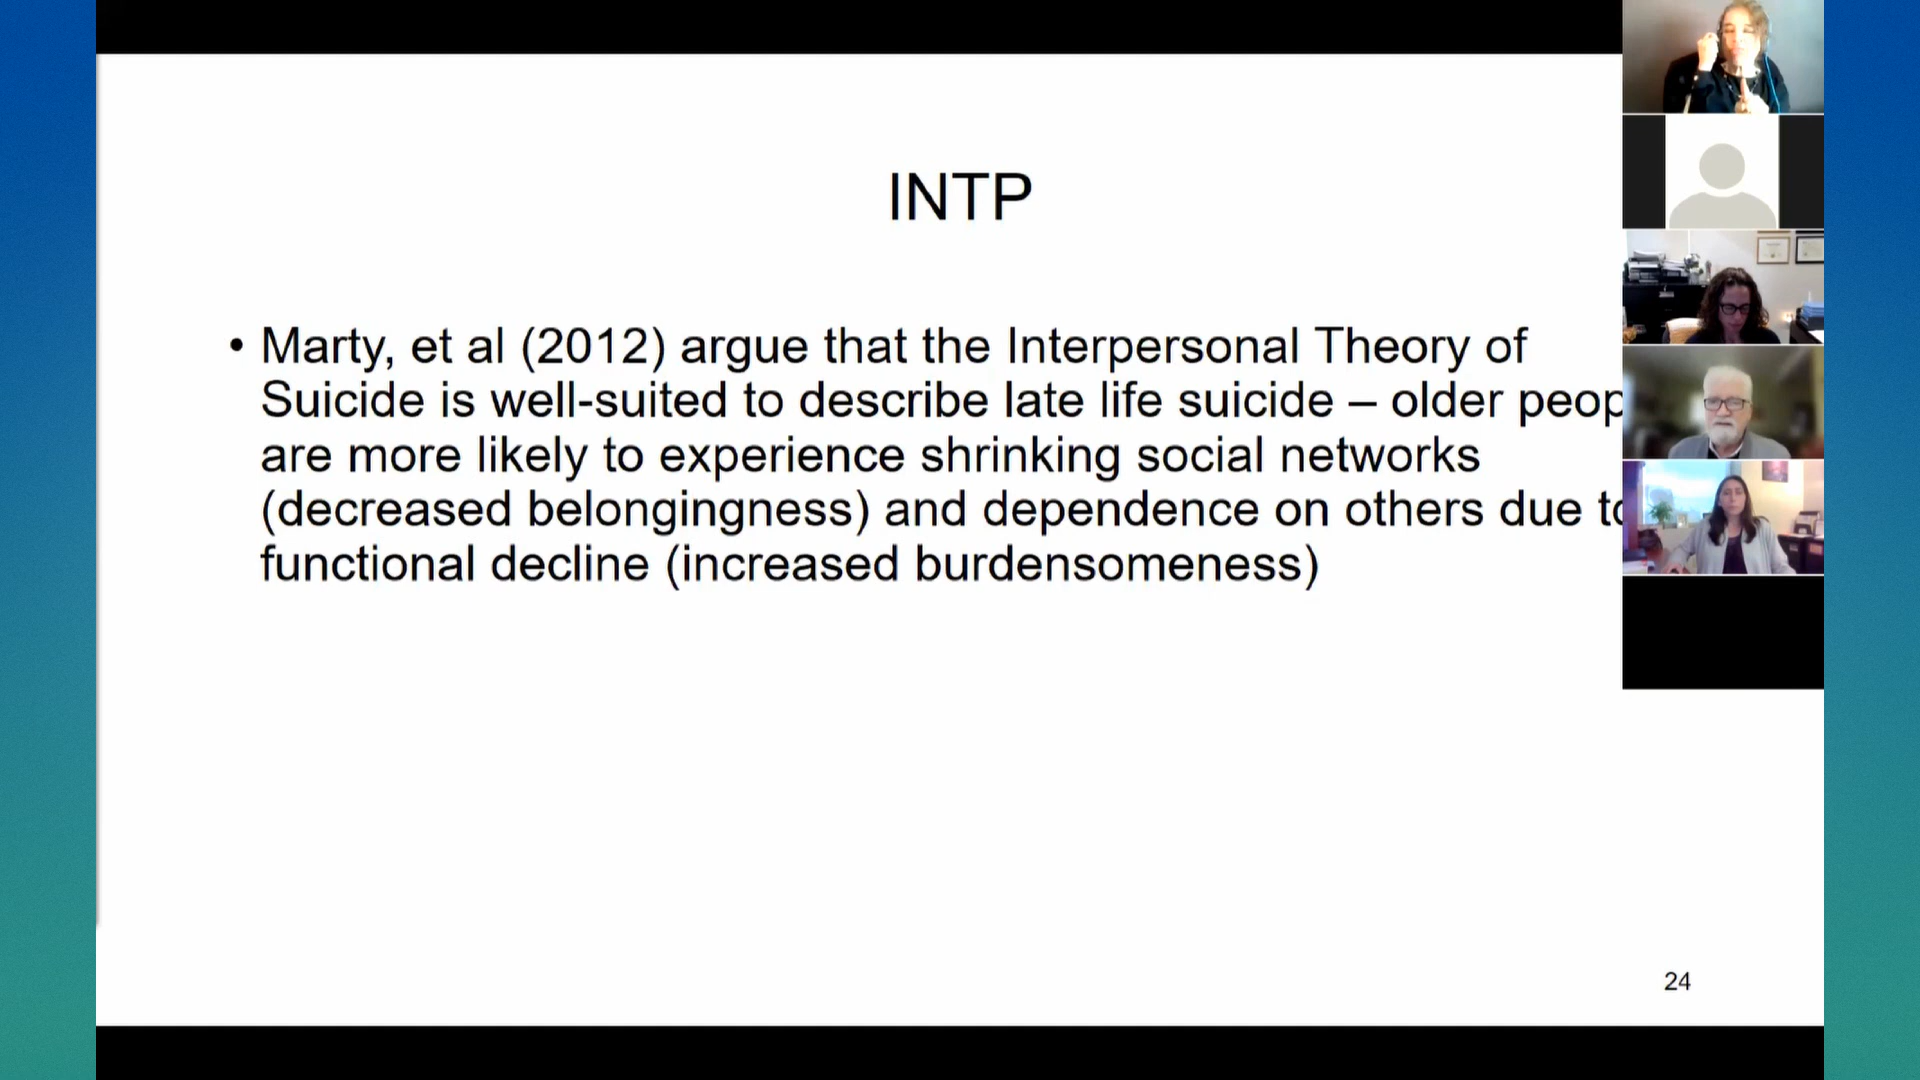 INTP
• Marty, et al (2012) argue that the Interpersonal Theory of
Suicide is well-suited to describe late life suicide – older peop
are more likely to experience shrinking social networks
(decreased belongingness) and dependence on others due to
functional decline (increased burdensomeness)
24